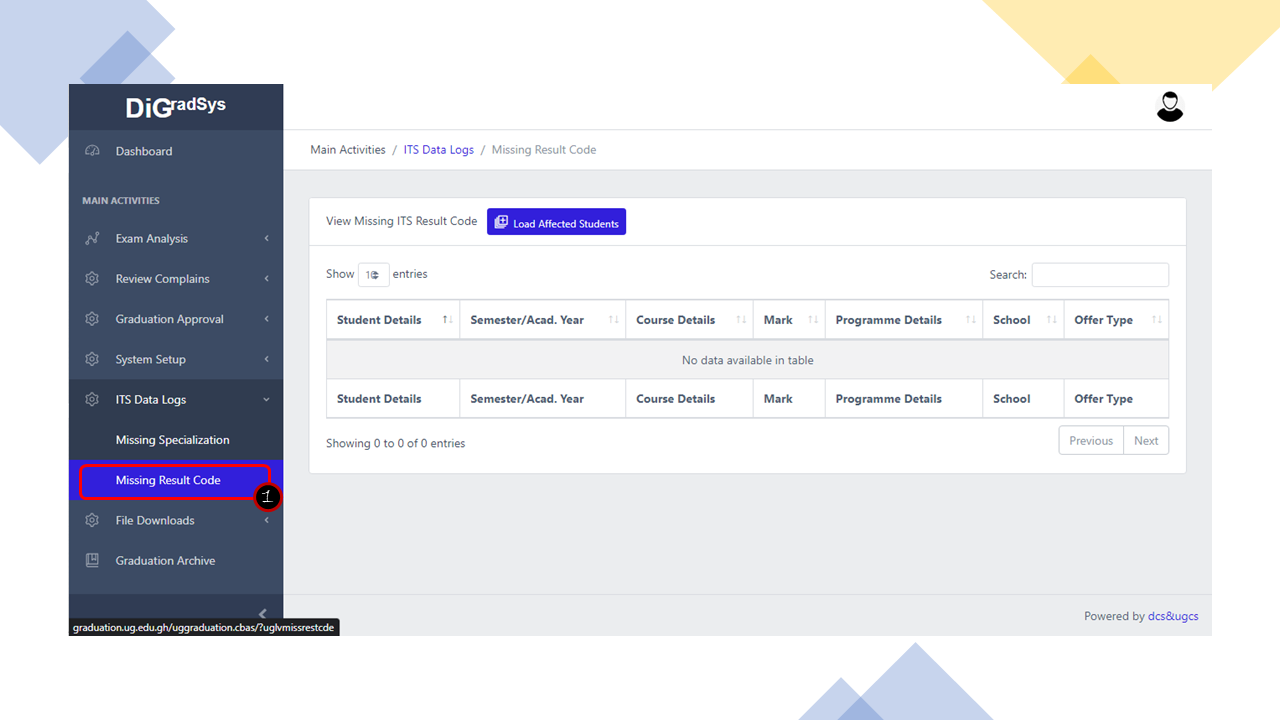 DiGradSys
Dashboard
MAIN ACTIVITIES
Exam Analysis
Review Complains
Graduation Approval
System Setup
ITS Data Logs
Missing Specialization
Missing Result Code
1
File Downloads
Graduation Archive
graduation.ug.edu.gh/uggraduation.cbas/?uglvmissrestcde
Main Activities / ITS Data Logs / Missing Result Code
View Missing ITS Result Code Load Affected Students
Show entries Search:
Student Details Semester/Acad. Year Course Details Mark Programme Details School Offer Type
No data available in table
Student Details Semester/Acad. Year Course Details Mark Programme Details School Offer Type
Showing 0 to 0 of 0 entries Previous Next
Powered by dcs&ugcs